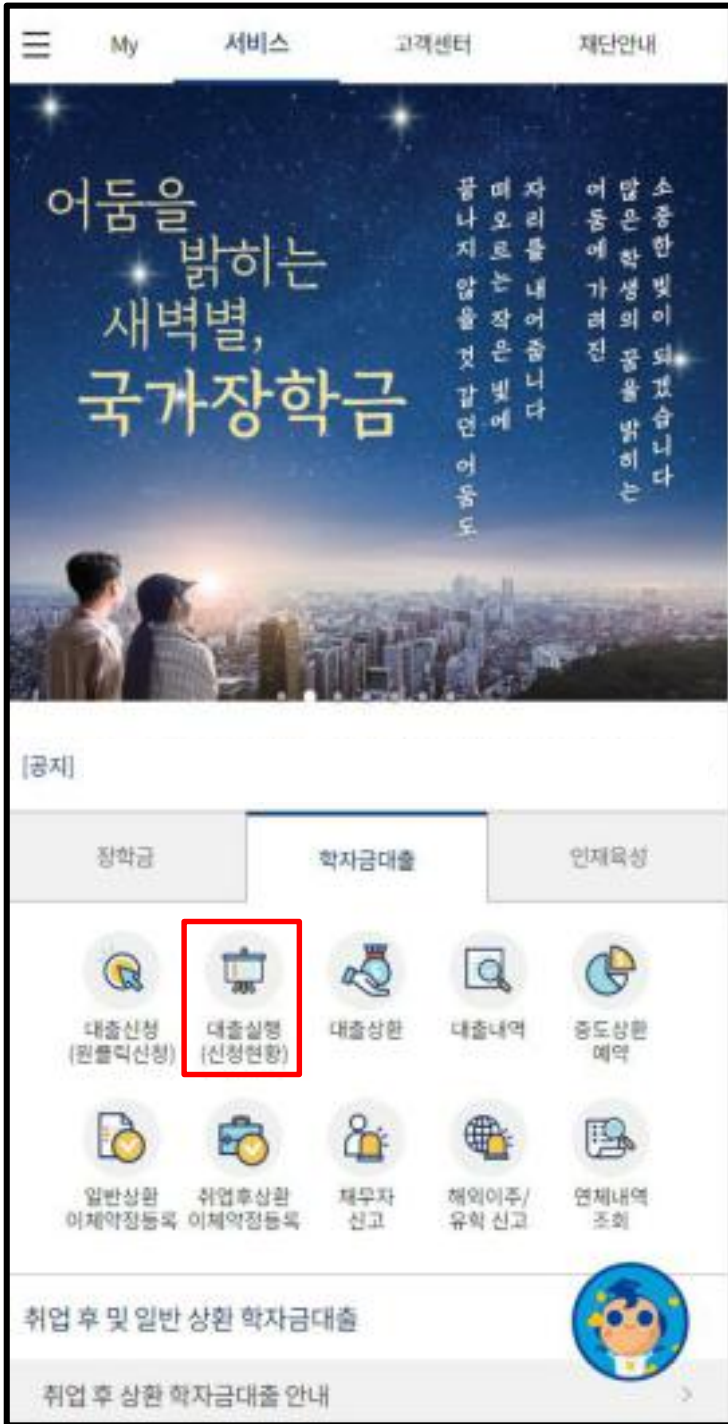 My
서비스
고객센터
재단안내
어둠을
밝히는
새벽별,
국가장학금
소중한 빛이 되겠습니다
많은 학생의 꿈을 밝히는
어둠에 가려진
자리를 내어줍니다
떠오르는 작은 빛에
끝나지 않을 것 같던 어둠도
[공지]
장학금
학자금대출
인재육성
대출신청
(원클릭신청)
대출실행
(신청현황)
대출상환
대출내역
중도상환
예약
일반상환
이체약정등록
취업후상환
이체약정등록
채무자
신고
해외이주/
유학 신고
연체내역
조회
취업 후 및 일반 상환 학자금대출
취업 후 상환 학자금대출 안내